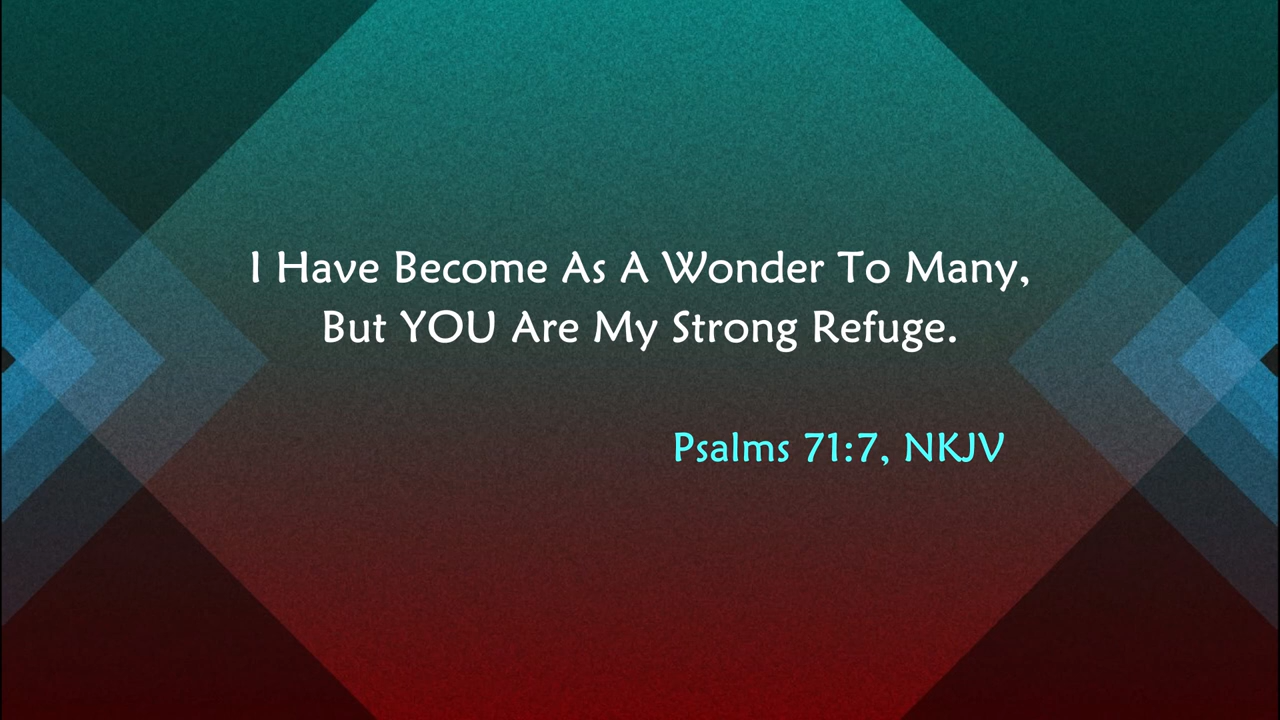 I Have Become As A Wonder To Many,
But YOU Are My Strong Refuge.
Psalms 71:7, NKJV